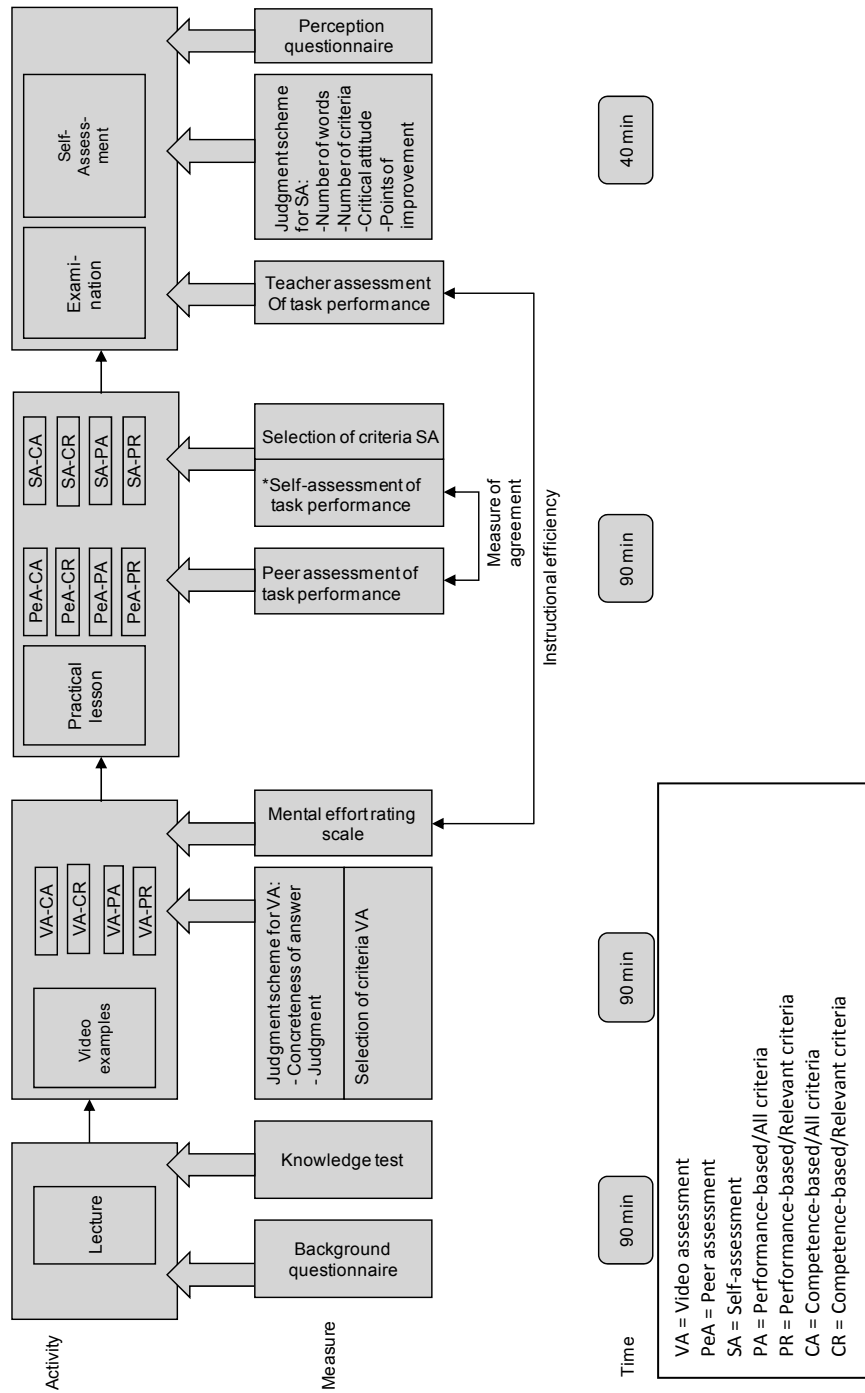 Activity
Lecture
Video
examples
VA-CA
VA-CR
VA-PA
VA-PR
Practical
lesson
PeA-CA
PeA-CR
PeA-PA
PeA-PR
SA-CA
SA-CR
SA-PA
SA-PR
Exami-
nation
Self-
Assess-
ment
Measure
Background
questionnaire
Knowledge test
Judgment scheme for VA:
- Concreteness of answer
- Judgment
Selection of criteria VA
Mental effort rating
scale
Peer assessment of
task performance
*Self-assessment of
task performance
Selection of criteria SA
Teacher assessment
Of task performance
Judgment scheme
for SA:
-Number of words
-Number of criteria
-Critical attitude
-Points of
improvement
Perception
questionnaire
Measure of
agreement
Instructional efficiency
Time
90 min
90 min
90 min
40 min
VA = Video assessment
PeA = Peer assessment
SA = Self-assessment
PA = Performance-based/All criteria
PR = Performance-based/Relevant criteria
CA = Competence-based/All criteria
CR = Competence-based/Relevant criteria